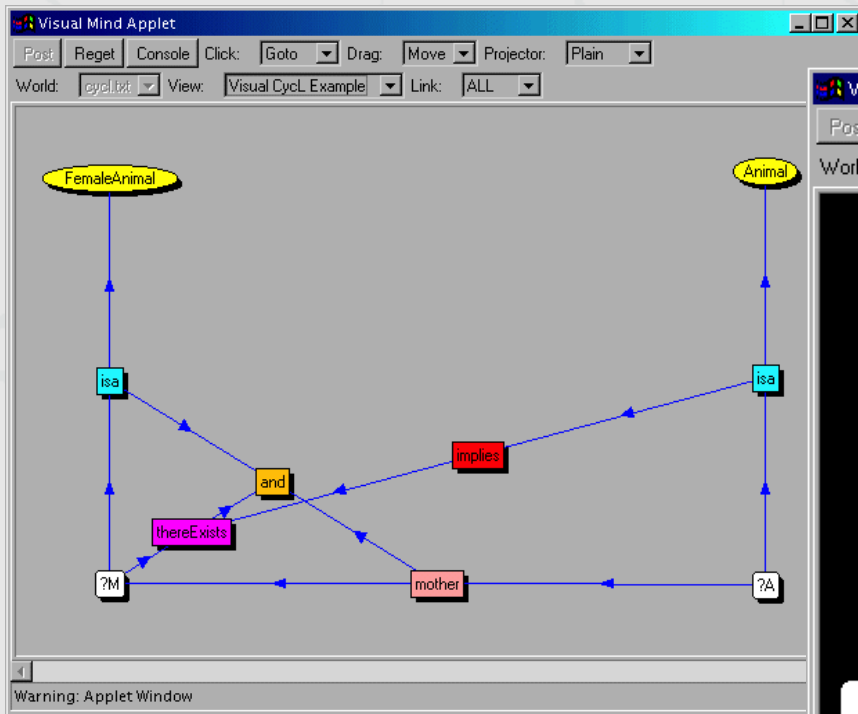 Visual Mind Applet
Post Reget Console Click: Goto Drag: Move Projector: Plain
World: cycl.txt View: Visual CycL Example Link: ALL
FemaleAnimal
Animal
isa
isa
implies
and
thereExists
?M
mother
?A
Warning: Applet Window
V
Pos
Worl